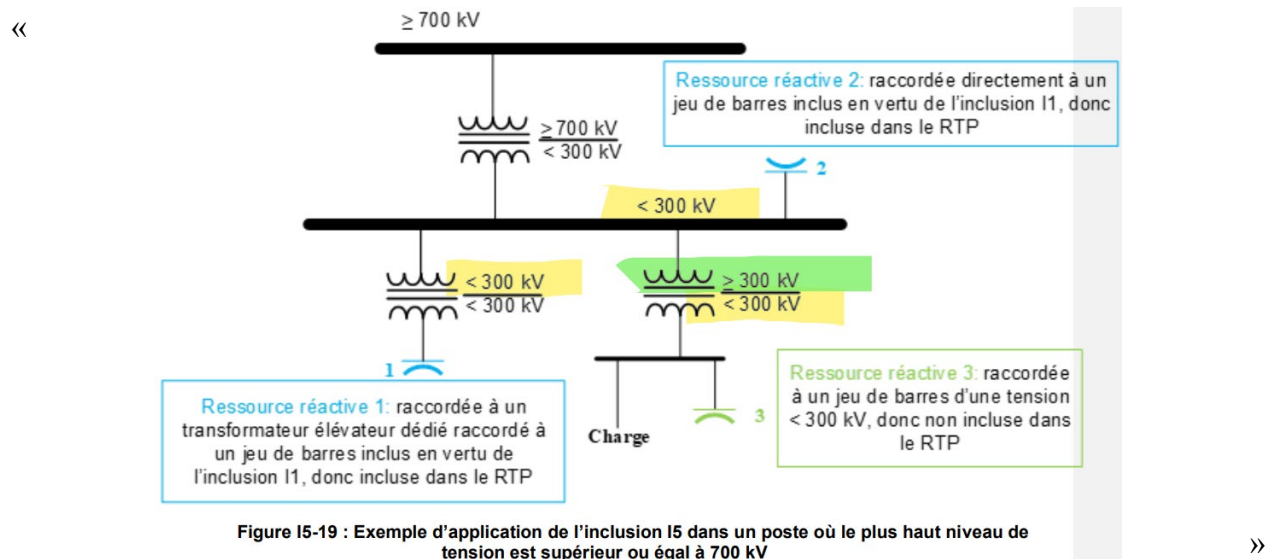 «
≥ 700 kV
Ressource réactive 2: raccordée directement à un
jeu de barres inclus en vertu de l'inclusion I1, donc
incluse dans le RTP
≥ 700 kV
< 300 kV
2
< 300 kV
< 300 kV
< 300 kV
≥ 300 kV
< 300 kV
1
Ressource réactive 1: raccordée à un
transformateur élévateur dédié raccordé à
un jeu de barres inclus en vertu de
l'inclusion I1, donc incluse dans le RTP
Charge
3
Ressource réactive 3: raccordée
à un jeu de barres d'une tension
< 300 kV, donc non incluse dans
le RTP
Figure I5-19 : Exemple d'application de l'inclusion I5 dans un poste où le plus haut niveau de
tension est supérieur ou égal à 700 kV
»